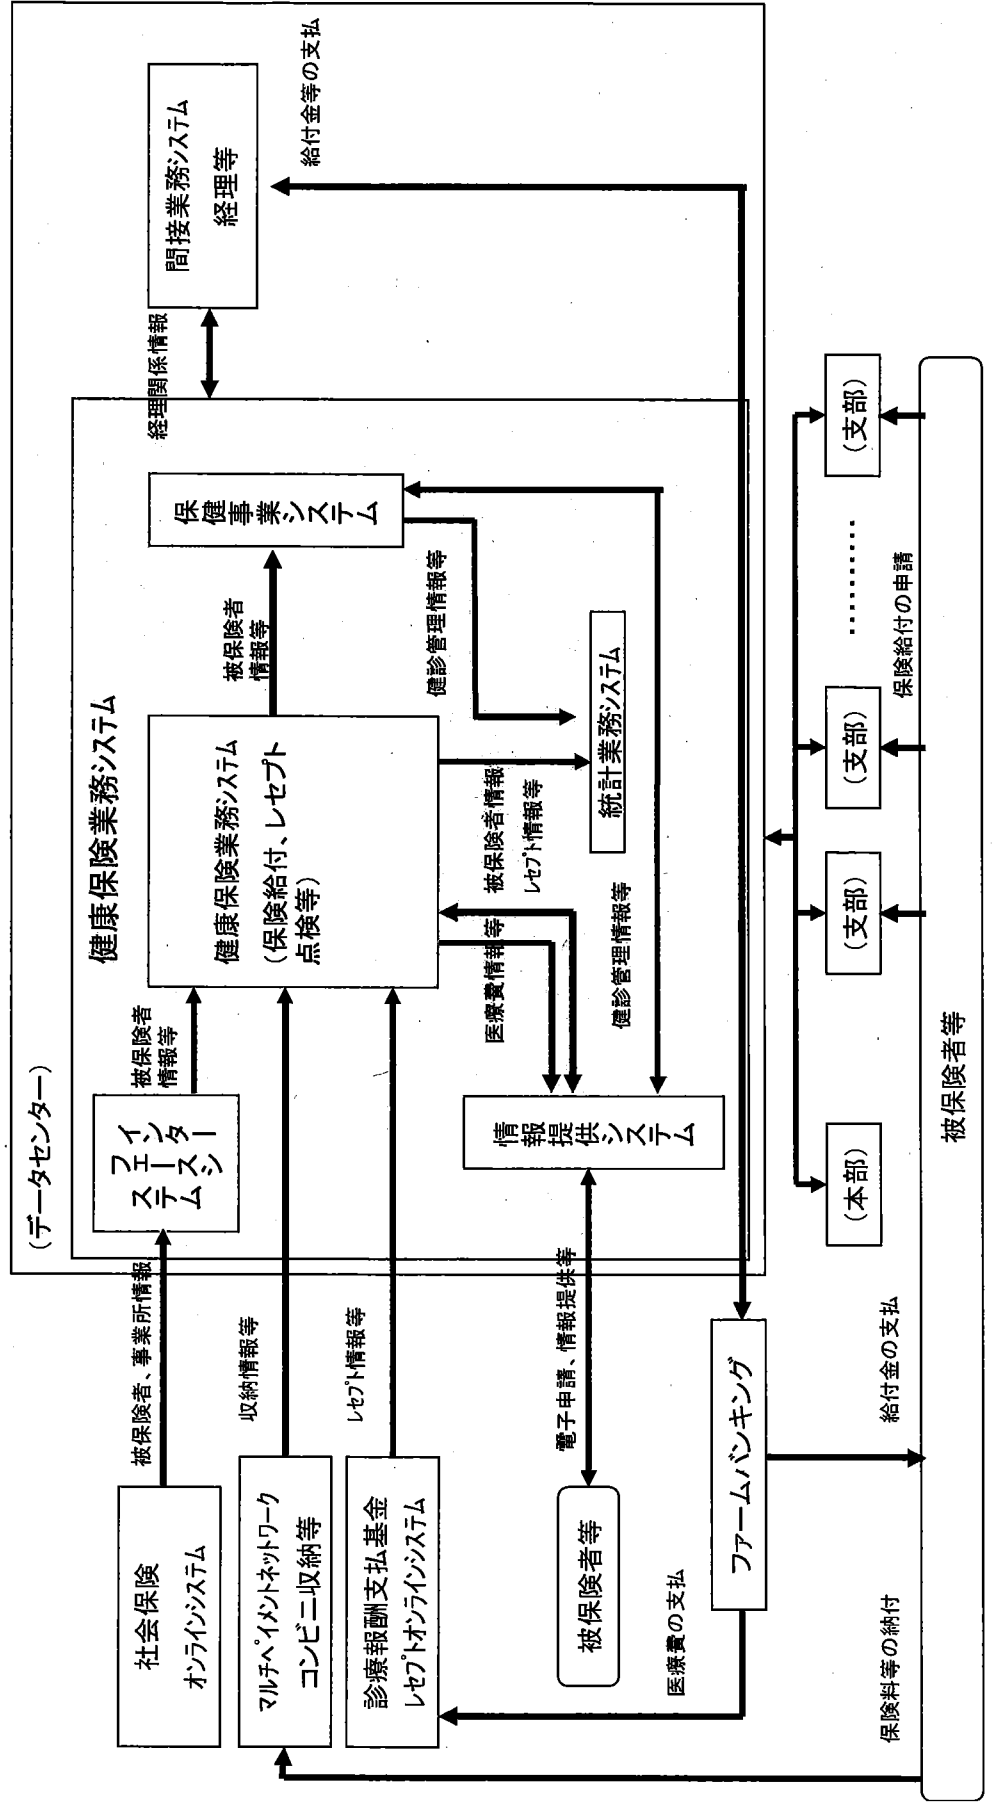 (データセンター)
健康保険業務システム
社会保険
オンラインシステム
被保険者、事業所情報
インター
フェー
スシ
ステム
被保険者
情報等
マルチペイメントネットワーク
コンビニ収納等
収納情報等
診療報酬支払基金
レセプトオンラインシステム
レセプト情報等
健康保険業務システム
(保険給付、レセプト
点検等)
被保険者
情報等
保健事業システム
経理関係情報
間接業務システム
経理等
給付金等の支払
健診管理情報等
被保険者情報
レセプト情報等
統計業務システム
医療費情報等
健診管理情報等
情報提供システム
電子申請、情報提供等
被保険者等
医療費の支払
ファームバンキング
給付金の支払
保険料等の納付
(本部)
(支部)
(支部)
………
(支部)
保険給付の申請
被保険者等